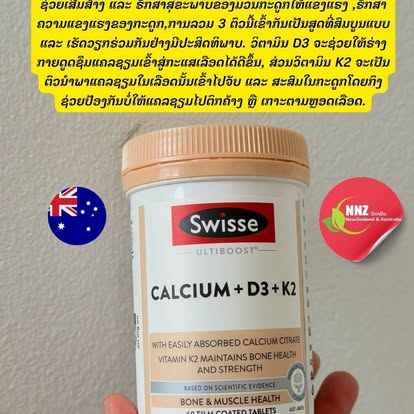 ຊ່ວຍເສີມສ້າງ ແລະ ຮັກສາສຸຂະພາບຂອງມວນກະດູກໃຫ້ແຂງແຮງ ,ຮັກສາ
ຄວາມແຂງແຮງຂອງກະດູກ,ການລວມ 3 ຕົວນີ້ເຂົ້າກັນເປັນສູດທີ່ສົມບູນແບບ
ແລະ ເຮັດວຽກຮ່ວມກັນຢ່າງມີປະສິດທິພາບ. ວິຕາມິນ D3 ຈະຊ່ວຍໃຫ້ຮ່າງ
ກາຍດູດຊຶມແຄລຊຽມເຂົ້າສູ່ກະແສເລືອດໄດ້ດີຂຶ້ນ, ສ່ວນວິຕາມິນ K2 ຈະເປັນ
ຕົວນຳພາແຄລຊຽມໃນເລືອດນັ້ນເຂົ້າໄປຈັບ ແລະ ສະສົມໃນກະດູກໂດຍກົງ
ຊ່ວຍປ້ອງກັນບໍ່ໃຫ້ແຄລຊຽມໄປຕົກຄ້າງ ຫຼື ເກາະຕາມຫຼອດເລືອດ.
NNZ
NewZealand & Australia
Swisse
ULTIBOOST
CALCIUM + D3 + K2
WITH EASILY ABSORBED CALCIUM CITRATE
VITAMIN K2 MAINTAINS BONE HEALTH
AND STRENGTH
BASED ON SCIENTIFIC EVIDENCE
BONE & MUSCLE HEALTH
60 FILM COATED TABLETS